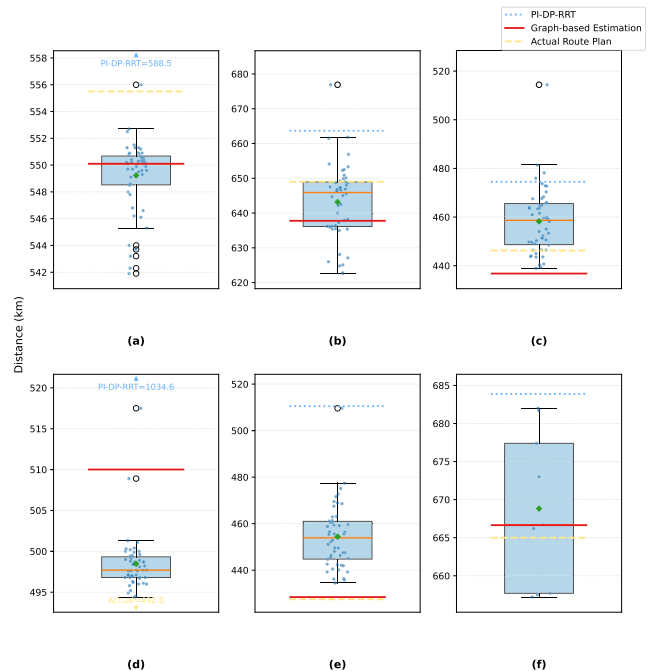 PI-DP-RRT
Graph-based Estimation
Actual Route Plan
Distance (km)
558
556
554
552
550
548
546
544
542
PI-DP-RRT=588.5
(a)
680
670
660
650
640
630
620
(b)
520
500
480
460
440
(c)
520
515
510
505
500
495
PI-DP-RRT=1034.6
Actual=492.0
(d)
520
500
480
460
440
(e)
685
680
675
670
665
660
(f)